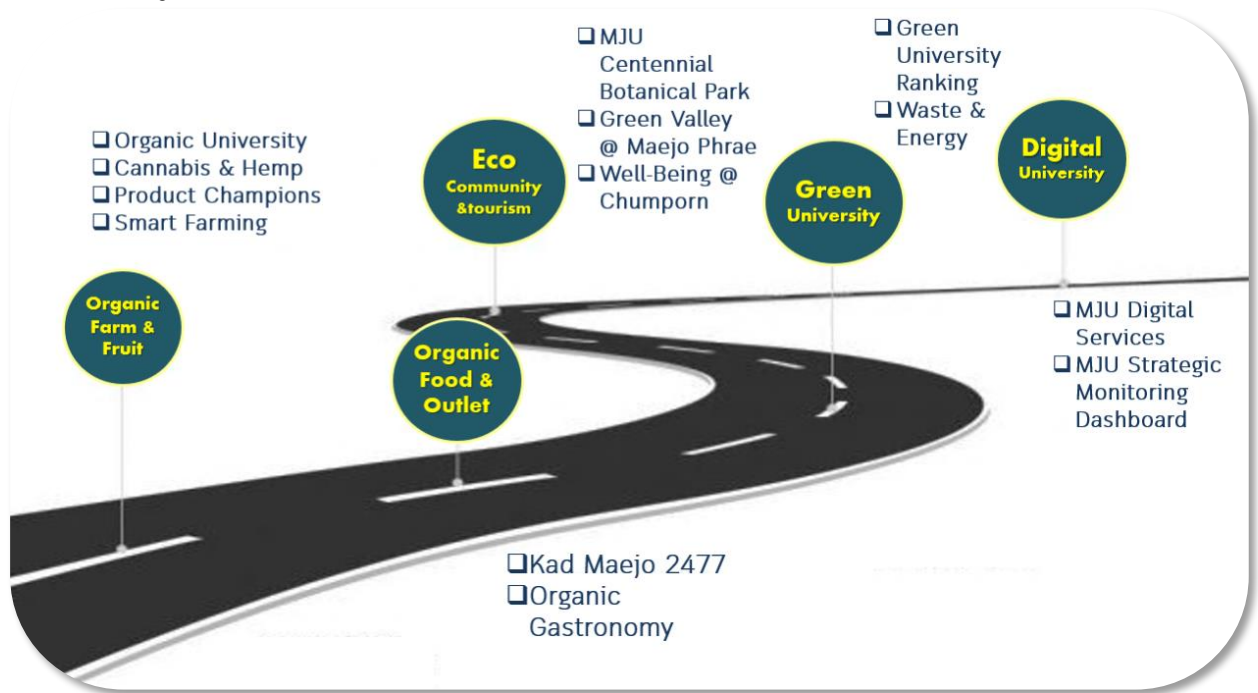 ❑ Organic University
❑ Cannabis & Hemp
❑ Product Champions
❑ Smart Farming
Organic
Farm &
Fruit
Organic
Food &
Outlet
❑ Kad Maejo 2477
❑ Organic
Gastronomy
Eco
Community
&tourism
❑ MJU
Centennial
Botanical Park
❑ Green Valley
@ Maejo Phrae
❑ Well-Being @
Chumporn
Green
University
❑ Green
University
Ranking
❑ Waste &
Energy
Digital
University
❑ MJU Digital
Services
❑ MJU Strategic
Monitoring
Dashboard